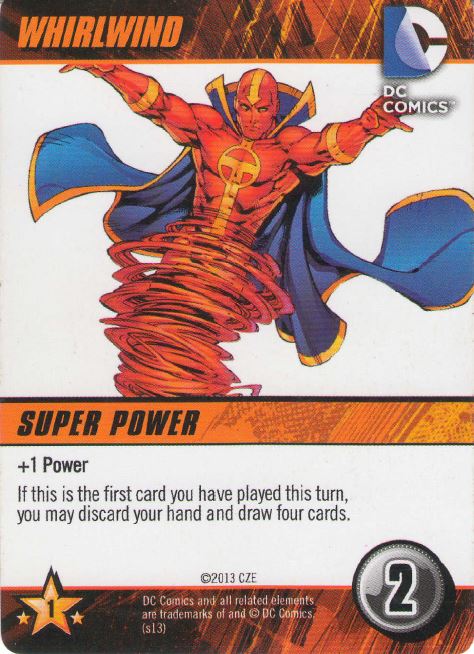 WHIRLWIND
DC
COMICS™
SUPER POWER
+1 Power
If this is the first card you have played this turn,
you may discard your hand and draw four cards.
©2013 CZE
1
DC Comics and all related elements
are trademarks of and © DC Comics.
(s13)
2